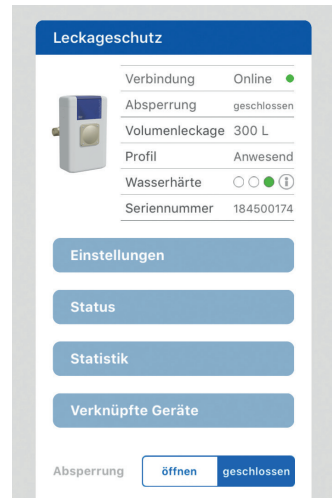 Leckageschutz
Verbindung Online
Absperrung geschlossen
Volumenleckage 300 L
Profil Anwesend
Wasserhärte i
Seriennummer 184500174
Einstellungen
Status
Statistik
Verknüpfte Geräte
Absperrung öffnen geschlossen